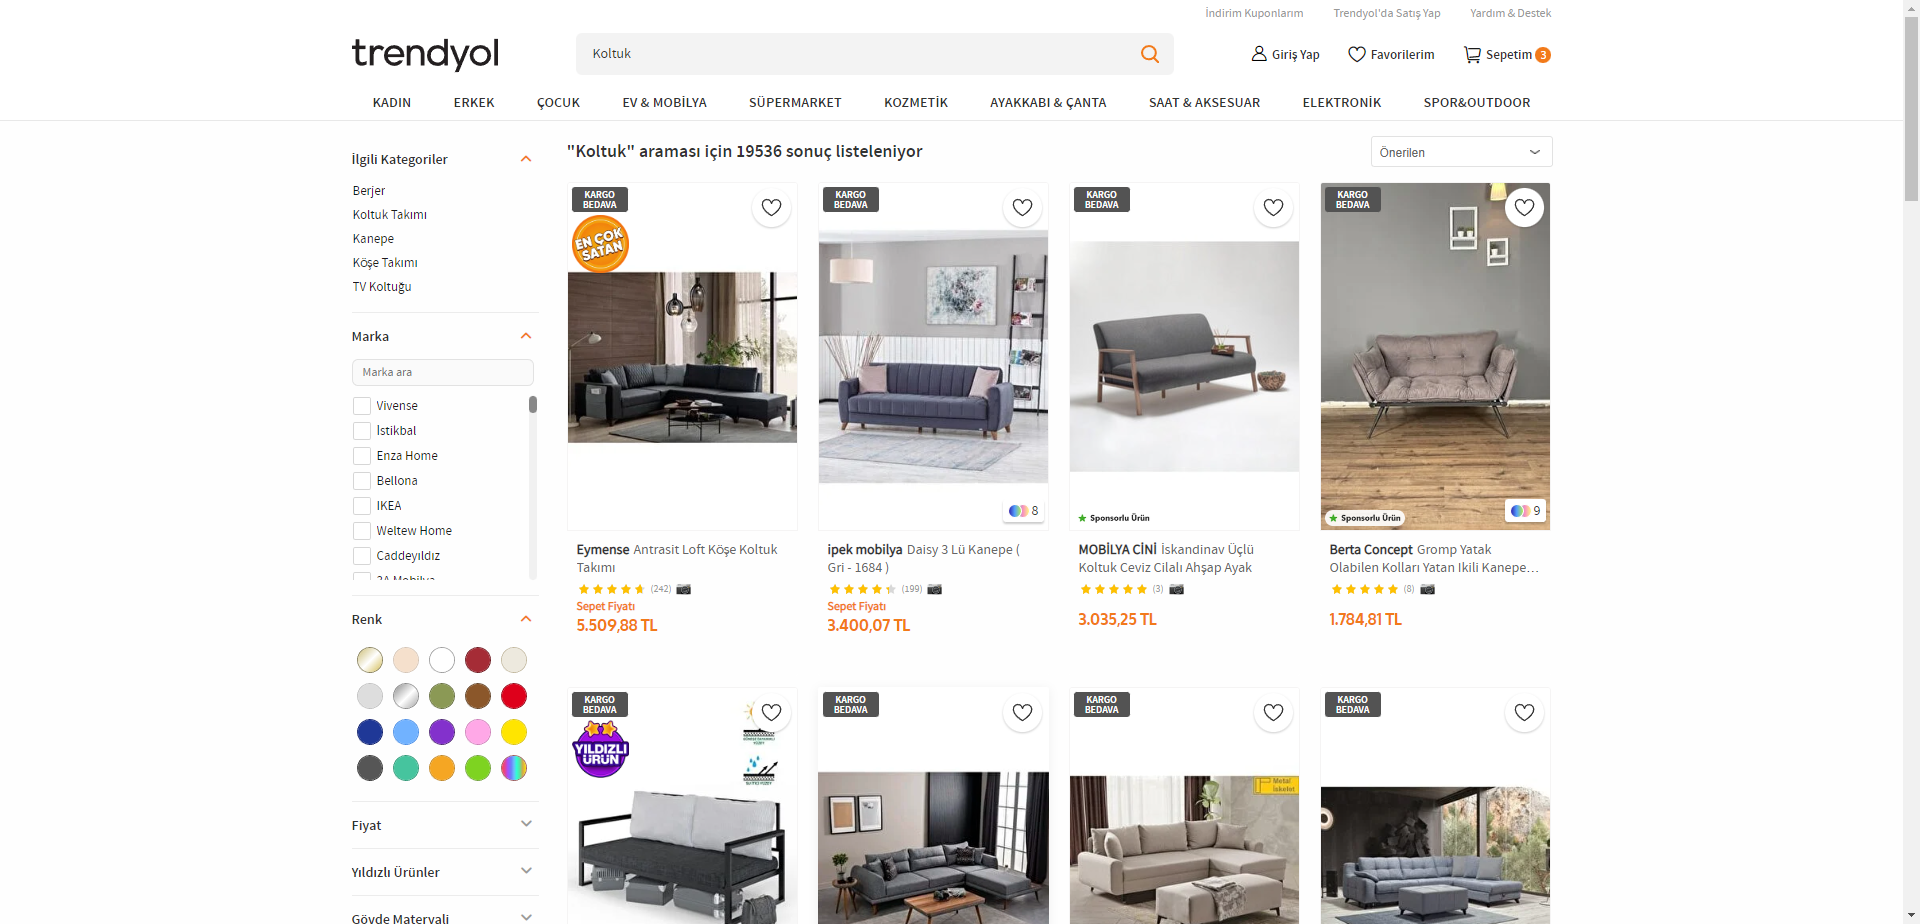 İndirim Kuponlarım
Trendyol'da Satış Yap
Yardım & Destek
trendyol
Koltuk
Giriş Yap
Favorilerim
Sepetim 3
KADIN
ERKEK
ÇOCUK
EV & MOBİLYA
SÜPERMARKET
KOZMETİK
AYAKKABI & ÇANTA
SAAT & AKSESUAR
ELEKTRONİK
SPOR&OUTDOOR
İlgili Kategoriler
Berjer
Koltuk Takımı
Kanepe
Köşe Takımı
TV Koltuğu
Marka
Marka ara
Vivense
İstikbal
Enza Home
Bellona
IKEA
Weltew Home
Caddeyıldız
Renk
Fiyat
Yıldızlı Ürünler
Gövde Materyali
"Koltuk" araması için 19536 sonuç listeleniyor
Önerilen
KARGO
BEDAVA
EN ÇOK
SATAN
Eymense Antrasit Loft Köşe Koltuk
Takımı
(242)
Sepet Fiyatı
5.509,88 TL
KARGO
BEDAVA
8
ipek mobilya Daisy 3 Lü Kanepe (
Gri - 1684 )
(199)
Sepet Fiyatı
3.400,07 TL
KARGO
BEDAVA
Sponsorlu Ürün
MOBİLYA CİNİ İskandinav Üçlü
Koltuk Ceviz Cilalı Ahşap Ayak
(3)
3.035,25 TL
KARGO
BEDAVA
Sponsorlu Ürün
9
Berta Concept Gromp Yatak
Olabilen Kolları Yatan Ikili Kanepe...
(8)
1.784,81 TL
KARGO
BEDAVA
YILDIZLI
ÜRÜN
KARGO
BEDAVA
KARGO
BEDAVA
Metal
İskelet
KARGO
BEDAVA